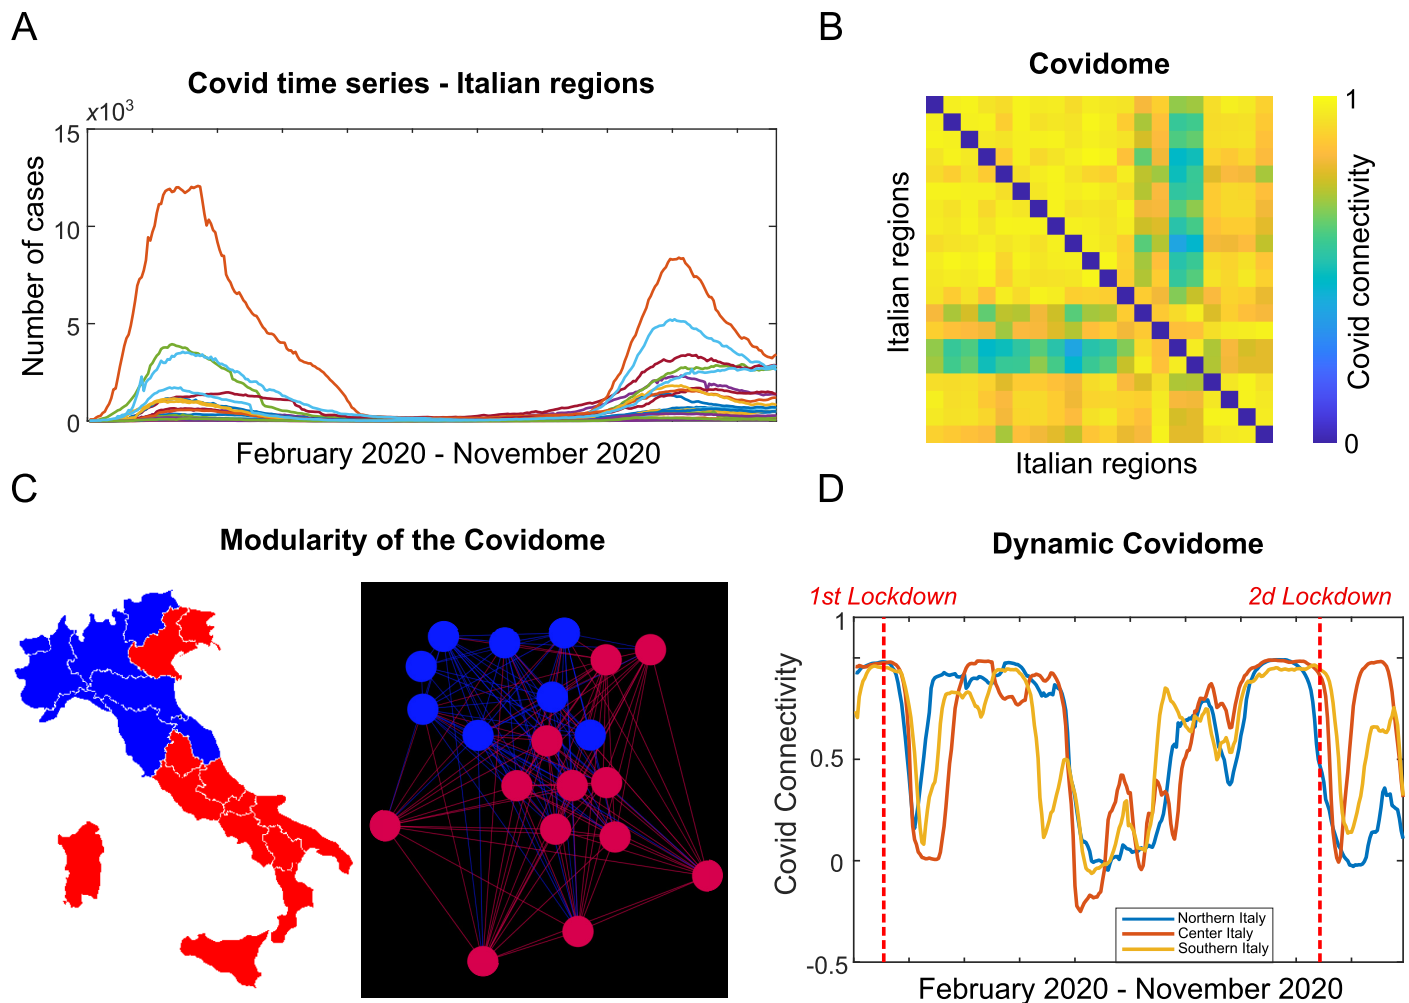 A
Covid time series - Italian regions
x10³
15
10
5
0
Number of cases
February 2020 - November 2020
B
Covidome
Italian regions
Italian regions
1
0
Covid connectivity
C
Modularity of the Covidome
D
Dynamic Covidome
1st Lockdown
2d Lockdown
Covid Connectivity
0.5
0
-0.5
Northern Italy
Center Italy
Southern Italy
February 2020 - November 2020
1